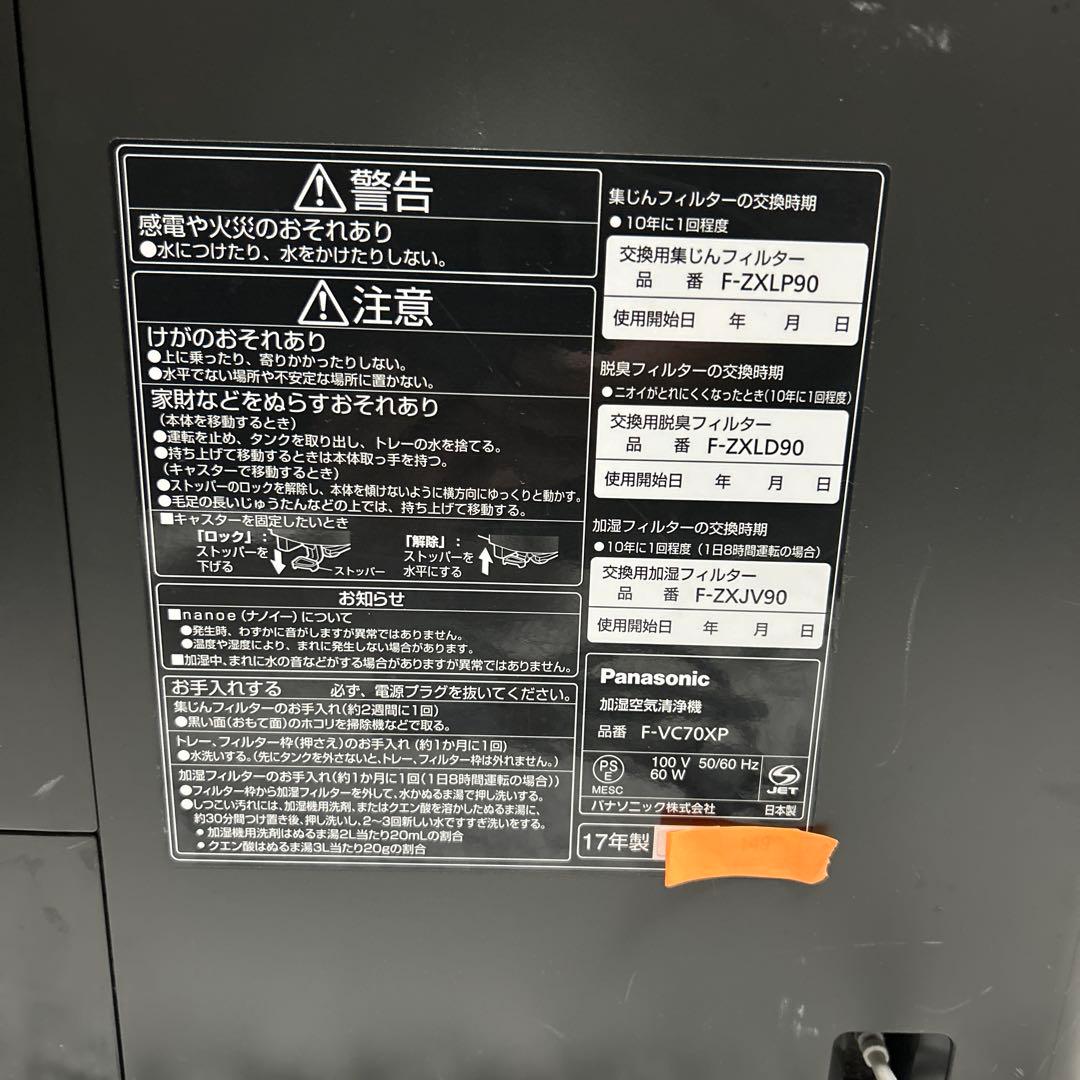 警告
感電や火災のおそれあり
●水につけたり、水をかけたりしない。
注意
けがのおそれあり
●上に乗ったり、寄りかかったりしない。
●水平でない場所や不安定な場所に置かない。
家財などをぬらすおそれあり
(本体を移動するとき)
●運転を止め、タンクを取り出し、トレーの水を捨てる。
●持ち上げて移動するときは本体取っ手を持つ。
(キャスターで移動するとき)
●ストッパーのロックを解除し、本体を傾けないように横方向にゆっくりと動かす。
●毛足の長いじゅうたんなどの上では、持ち上げて移動する。
■キャスターを固定したいとき
「ロック」:
ストッパーを
下げる
ストッパー
「解除」:
ストッパーを
水平にする
お知らせ
■nanoe(ナノイー)について
●発生時、わずかに音がしますが異常ではありません。
●温度や湿度により、まれに発生しない場合があります。
■加湿中、まれに水の音などがする場合がありますが異常ではありません。
お手入れする 必ず、電源プラグを抜いてください。
集じんフィルターのお手入れ(約2週間に1回)
●黒い面(おもて面)のホコリを掃除機などで取る。
トレー、フィルター枠(押さえ)のお手入れ(約1か月に1回)
●水洗いする。(先にタンクを外さないと、トレー、フィルター枠は外れません。)
加湿フィルターのお手入れ(約1か月に1回(1日8時間運転の場合))
●フィルター枠から加湿フィルターを外して、水かぬるま湯で押し洗いする。
●しつこい汚れには、加湿機用洗剤、またはクエン酸を溶かしたぬるま湯に、
約30分間つけ置き後、押し洗いし、2~3回新しい水ですすぎ洗いをする。
● 加湿機用洗剤はぬるま湯2L当たり20mLの割合
● クエン酸はぬるま湯3L当たり20gの割合
集じんフィルターの交換時期
● 10年に1回程度
交換用集じんフィルター
品 番 F-ZXLP90
使用開始日 年 月 日
脱臭フィルターの交換時期
● ニオイがとれにくくなったとき(10年に1回程度)
交換用脱臭フィルター
品 番 F-ZXLD90
使用開始日 年 月 日
加湿フィルターの交換時期
● 10年に1回程度 (1日8時間運転の場合)
交換用加湿フィルター
品 番 F-ZXJV90
使用開始日 年 月 日
Panasonic
加湿空気清浄機
品番 F-VC70XP
PS
E
MESC
100 V 50/60 Hz
60 W
JET
パナソニック株式会社 日本製
17年製